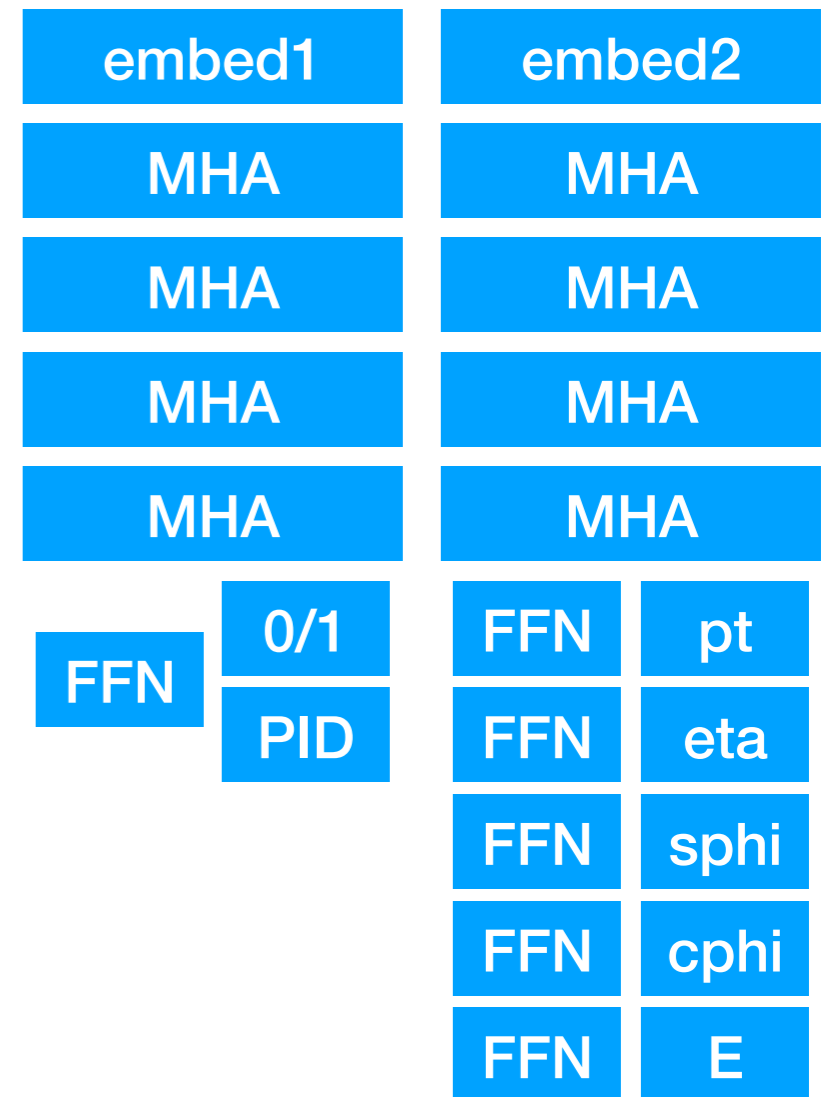 embed1 embed2
MHA MHA
MHA MHA
MHA MHA
MHA MHA
0/1 FFN pt
FFN
PID FFN eta
FFN sphi
FFN cphi
FFN E